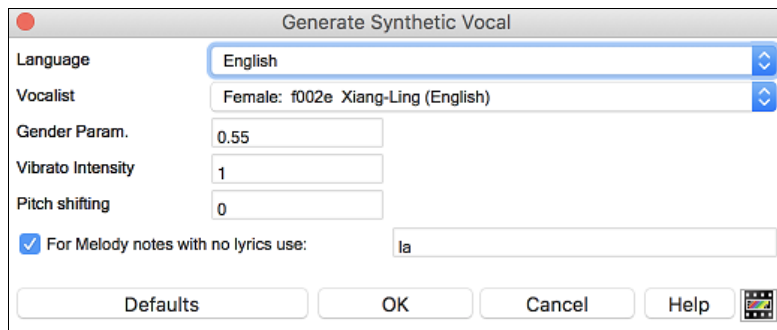 Generate Synthetic Vocal
Language English
Vocalist Female: f002e Xiang-Ling (English)
Gender Param. 0.55
Vibrato Intensity 1
Pitch shifting 0
For Melody notes with no lyrics use: la
Defaults OK Cancel Help